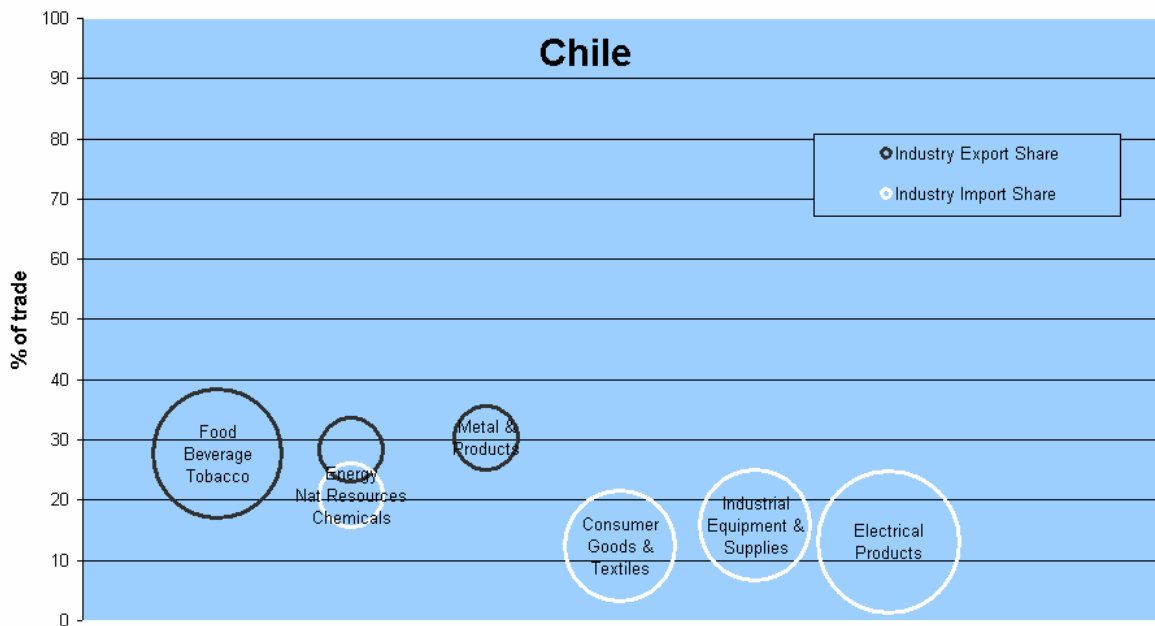 Chile
100
90
80
70
60
50
40
30
20
10
0
% of trade
Industry Export Share
Industry Import Share
Food
Beverage
Tobacco
Energy
Nat Resources
Chemicals
Metal &
Products
Consumer
Goods &
Textiles
Industrial
Equipment &
Supplies
Electrical
Products